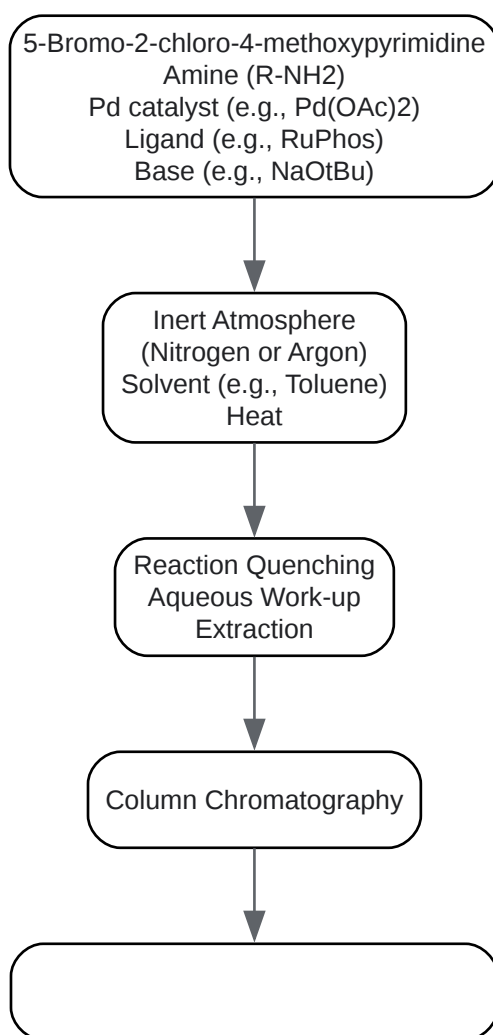 5-Bromo-2-chloro-4-methoxypyrimidine
Amine (R-NH2)
Pd catalyst (e.g., Pd(OAc)2)
Ligand (e.g., RuPhos)
Base (e.g., NaOtBu)
Inert Atmosphere
(Nitrogen or Argon)
Solvent (e.g., Toluene)
Heat
Reaction Quenching
Aqueous Work-up
Extraction
Column Chromatography